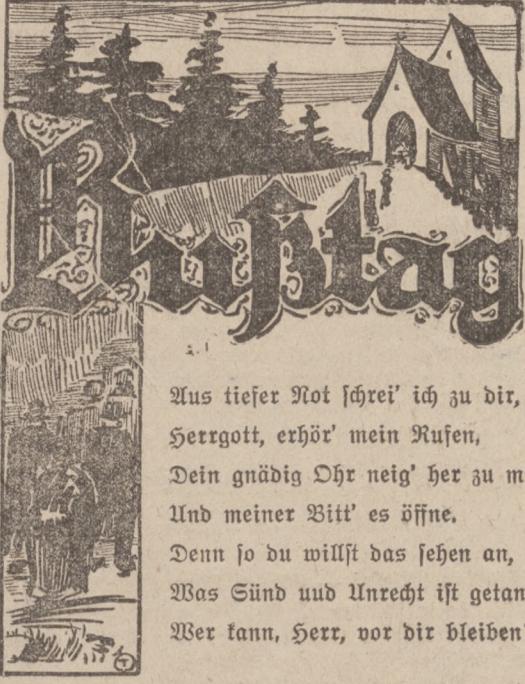 Bußtag
Aus tiefer Not schrei' ich zu dir,
Herrgott, erhör' mein Rufen,
Dein gnädig Ohr neig' her zu m
Und meiner Bitt' es öffne.
Denn so du willst das sehen an,
Was Sünd uud Unrecht ist getan
Wer kann, Herr, vor dir bleiben